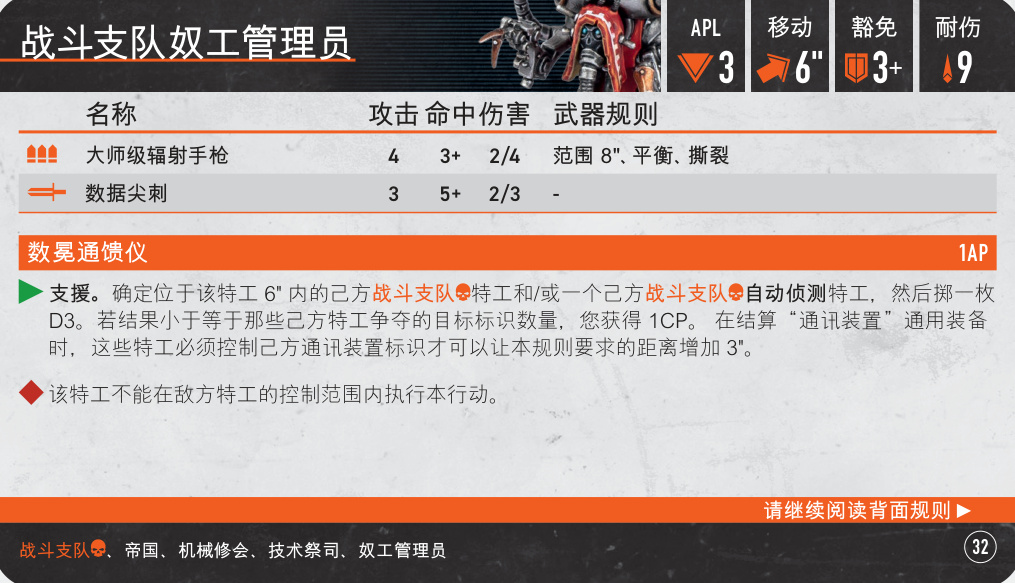 战斗支队奴工管理员
APL 移动 豁免 耐伤
3 6" 3+ 9
名称 攻击 命中 伤害 武器规则
大师级辐射手枪 4 3+ 2/4 范围 8"、平衡、撕裂
数据尖刺 3 5+ 2/3 -
数冕通馈仪 1AP
支援。确定位于该特工 6" 内的己方战斗支队特工和/或一个己方战斗支队自动侦测特工，然后掷一枚
D3。若结果小于等于那些己方特工争夺的目标标识数量，您获得 1CP。 在结算“通讯装置”通用装备
时，这些特工必须控制己方通讯装置标识才可以让本规则要求的距离增加 3"。
该特工不能在敌方特工的控制范围内执行本行动。
请继续阅读背面规则
战斗支队、帝国、机械修会、技术祭司、奴工管理员
32